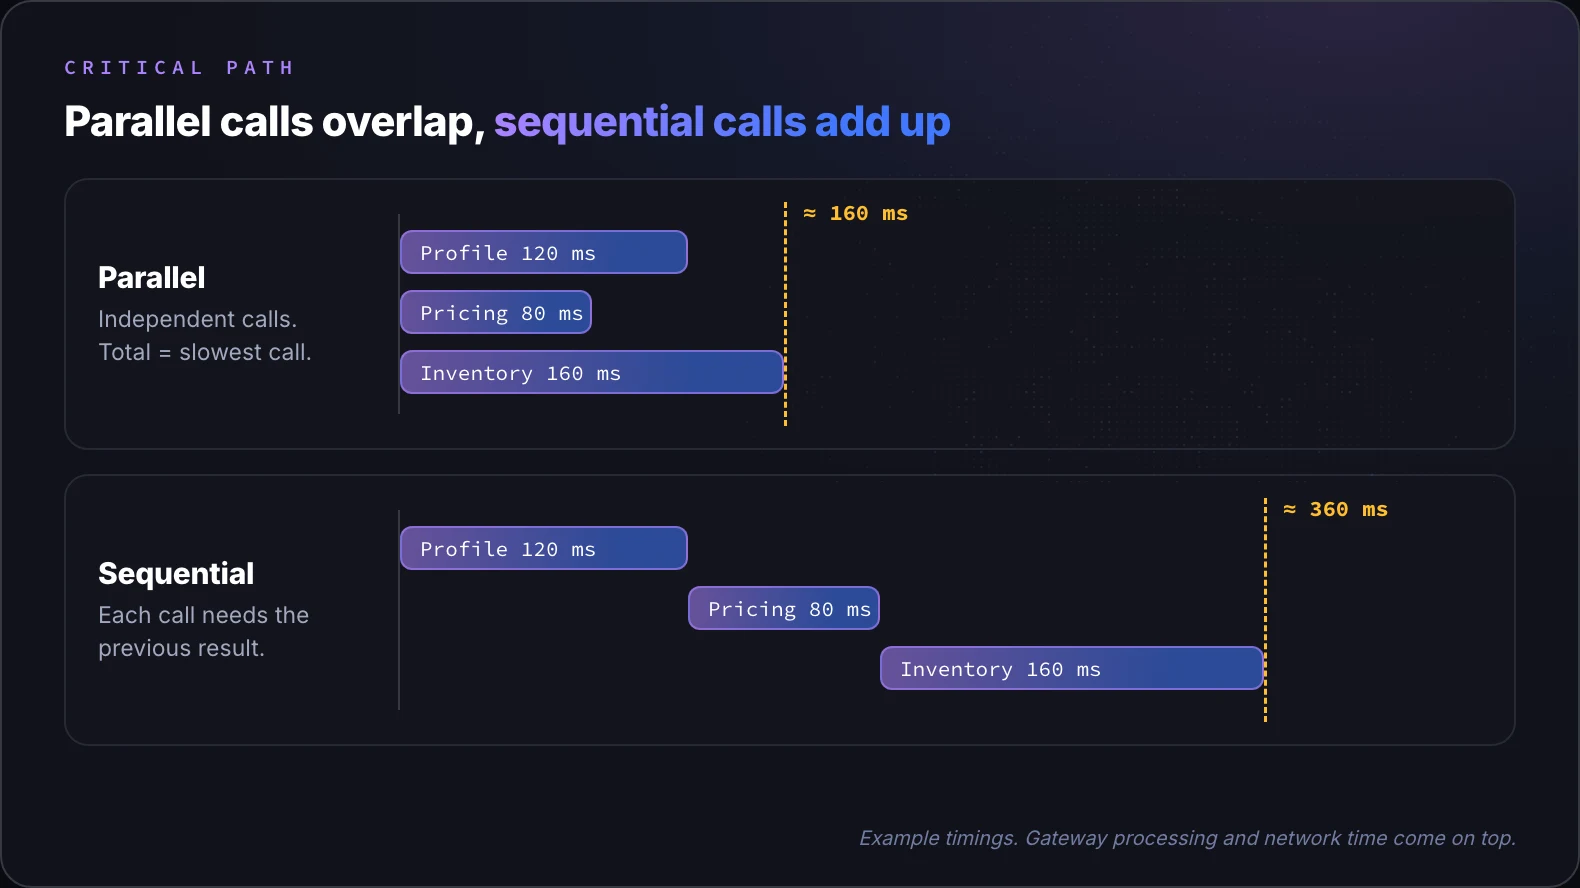 CRITICAL PATH
Parallel calls overlap, sequential calls add up
≈ 160 ms
Profile 120 ms
Pricing 80 ms
Inventory 160 ms
Parallel
Independent calls.
Total = slowest call.
≈ 360 ms
Profile 120 ms
Pricing 80 ms
Inventory 160 ms
Sequential
Each call needs the
previous result.
Example timings. Gateway processing and network time come on top.